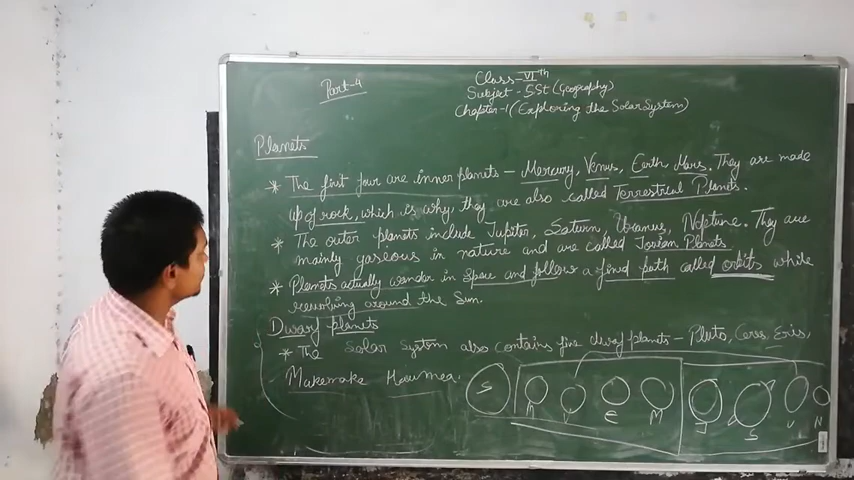 Part-4
Class-VIth
Subject - SSt (Geography)
Chapter-1 (Exploring the Solar System)
Planets
* The first four are inner planets - Mercury, Venus, Earth, Mars. They are made
up of rock, which is why, they are also called Terrestrial Planets.
* The outer planets include Jupiter, Saturn, Uranus, Neptune. They are
mainly gaseous in nature and are called Jovian Planets
* Planets actually wander in space and follow a fixed path called orbits while
revolving around the Sun.
Dwarf planets
* The Solar System also contains five dwarf planets - Pluto, Ceres, Eris,
Makemake Haumea.
S M V E M J S U N